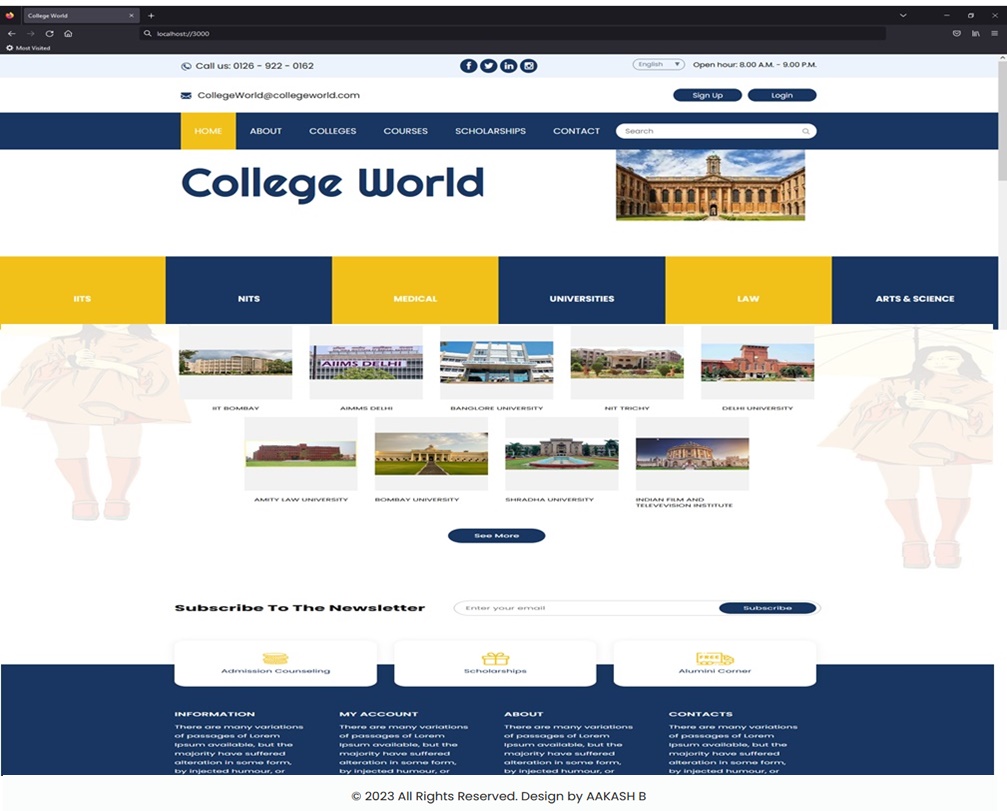 College World
localhost://3000
Most Visited
Call us: 0126 - 922 - 0162
English
Open hour: 8.00 A.M. - 9.00 P.M.
CollegeWorld@collegeworld.com
Sign Up
Login
HOME ABOUT COLLEGES COURSES SCHOLARSHIPS CONTACT
Search
College World
IITS NITS MEDICAL UNIVERSITIES LAW ARTS & SCIENCE
AIIMS DELHI
IIT BOMBAY
AIMMS DELHI
BANGLORE UNIVERSITY
NIT TRICHY
DELHI UNIVERSITY
AMITY LAW UNIVERSITY
BOMBAY UNIVERSITY
SHRADHA UNIVERSITY
INDIAN FILM AND
TELEVEVISION INSTITUTE
See More
Subscribe To The Newsletter
Enter your email
Subscribe
Admission Counseling
Scholarships
Alumini Corner
FREE
INFORMATION
There are many variations
of passages of Lorem
Ipsum available, but the
majority have suffered
alteration in some form,
by injected humour, or
MY ACCOUNT
There are many variations
of passages of Lorem
Ipsum available, but the
majority have suffered
alteration in some form,
by injected humour, or
ABOUT
There are many variations
of passages of Lorem
Ipsum available, but the
majority have suffered
alteration in some form,
by injected humour, or
CONTACTS
There are many variations
of passages of Lorem
Ipsum available, but the
majority have suffered
alteration in some form,
by injected humour, or
© 2023 All Rights Reserved. Design by AAKASH B